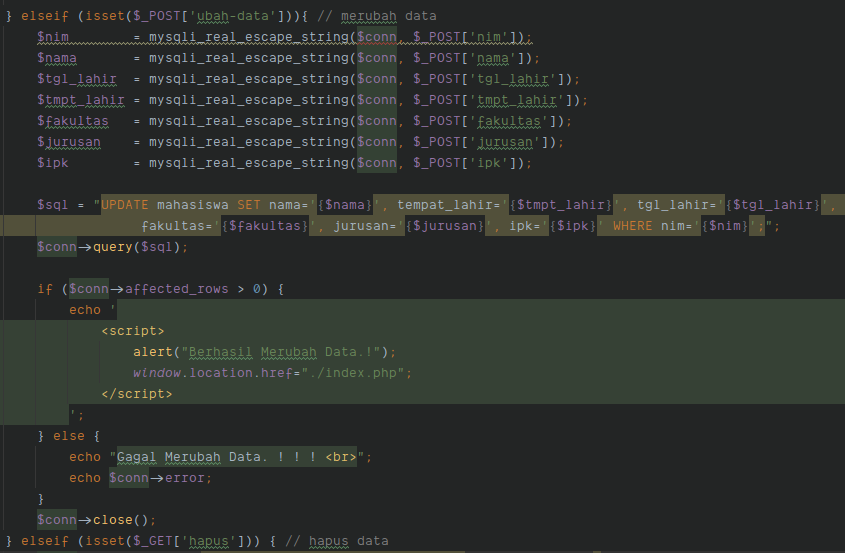 } elseif (isset($_POST['ubah-data'])){ // merubah data
    $nim        = mysqli_real_escape_string($conn, $_POST['nim']);
    $nama       = mysqli_real_escape_string($conn, $_POST['nama']);
    $tgl_lahir  = mysqli_real_escape_string($conn, $_POST['tgl_lahir']);
    $tmpt_lahir = mysqli_real_escape_string($conn, $_POST['tmpt_lahir']);
    $fakultas   = mysqli_real_escape_string($conn, $_POST['fakultas']);
    $jurusan    = mysqli_real_escape_string($conn, $_POST['jurusan']);
    $ipk        = mysqli_real_escape_string($conn, $_POST['ipk']);
    $sql = "UPDATE mahasiswa SET nama='{$nama}', tempat_lahir='{$tmpt_lahir}', tgl_lahir='{$tgl_lahir}',
                 fakultas='{$fakultas}', jurusan='{$jurusan}', ipk='{$ipk}' WHERE nim='{$nim}';";
    $conn->query($sql);
    if ($conn->affected_rows > 0) {
        echo '
            <script>
                alert("Berhasil Merubah Data.!");
                window.location.href="./index.php";
            </script>
        ';
    } else {
        echo "Gagal Merubah Data. ! ! ! <br>";
        echo $conn->error;
    }
    $conn->close();
} elseif (isset($_GET['hapus'])) { // hapus data